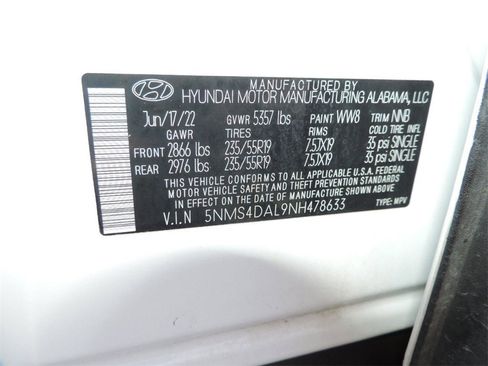 MANUFACTURED BY
HYUNDAI MOTOR MANUFACTURING ALABAMA, LLC
Jun/17/22 GVWR 5357 lbs PAINT WW8 TRIM NNB
GAWR TIRES RIMS COLD TIRE INFL
FRONT 2866 lbs 235/55R19 7.5JX19 35 psi SINGLE
REAR 2976 lbs 235/55R19 7.5JX19 35 psi SINGLE
THIS VEHICLE CONFORMS TO ALL APPLICABLE FEDERAL
MOTOR VEHICLE SAFETY AND THEFT PREVENTION STANDARDS
IN EFFECT ON THE DATE OF MANUFACTURE SHOWN ABOVE.
V.I.N 5NMS4DAL9NH478633 TYPE: MPV